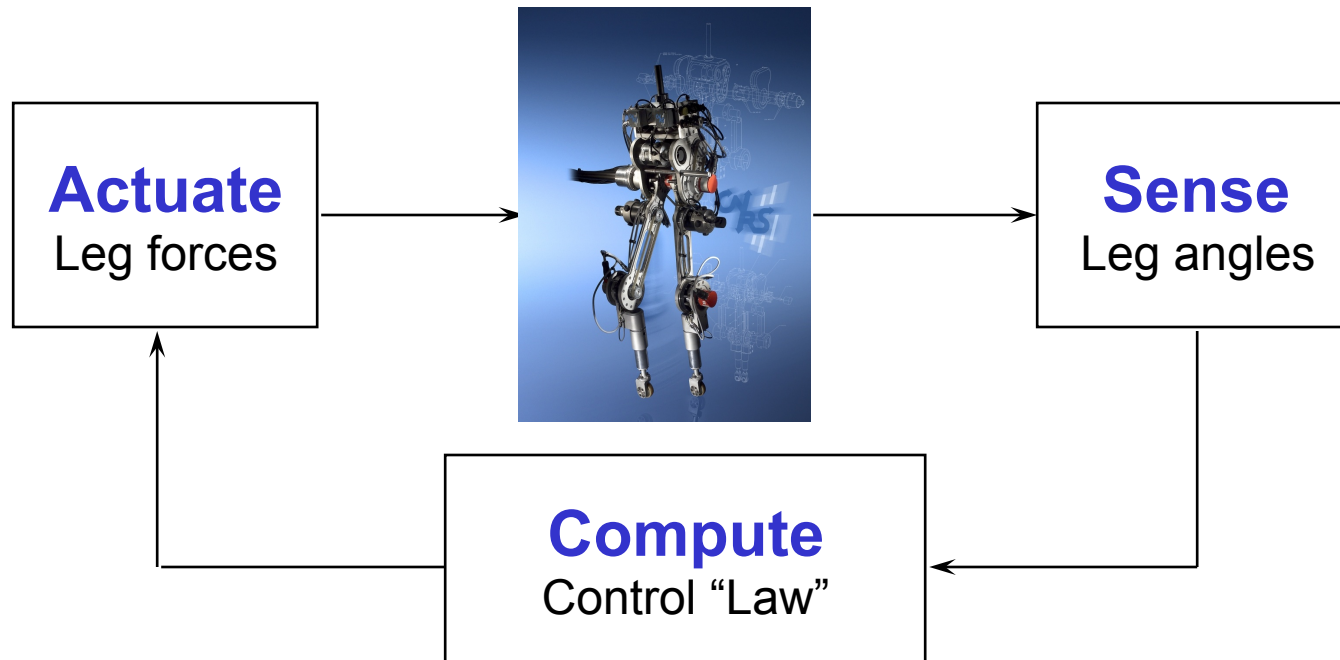 Actuate
Leg forces
Sense
Leg angles
Compute
Control “Law”